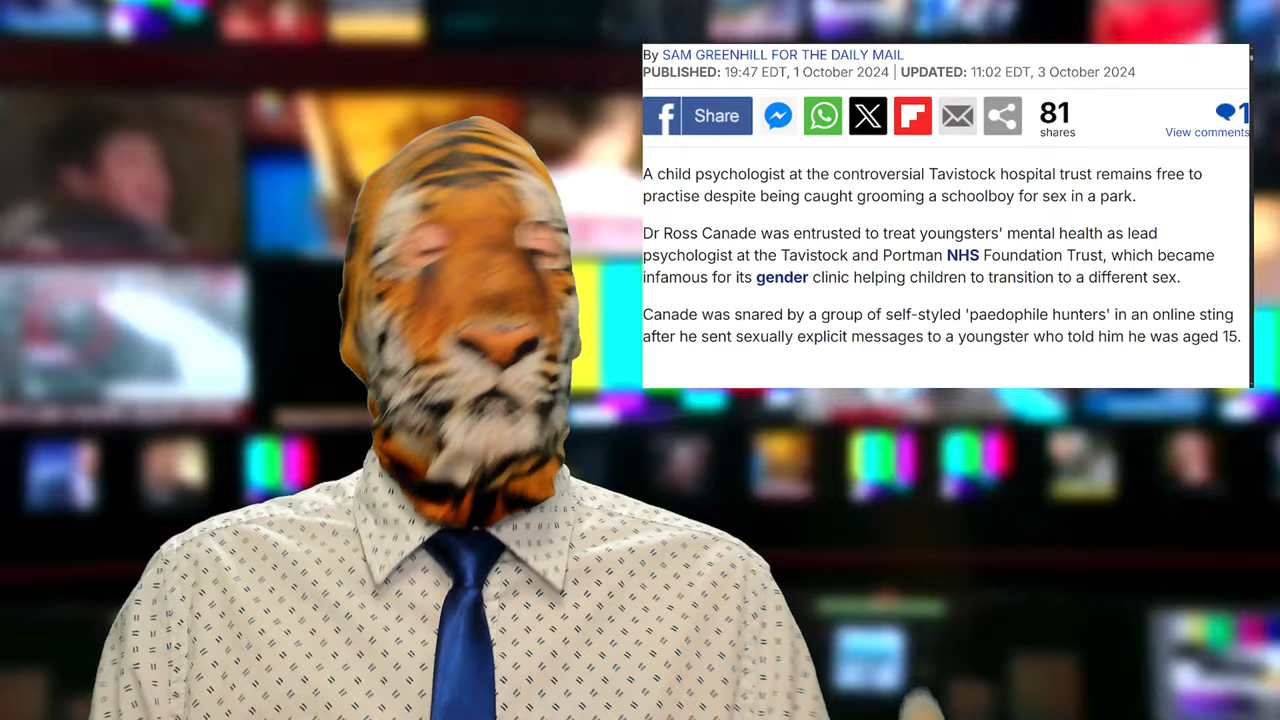 By SAM GREENHILL FOR THE DAILY MAIL
PUBLISHED: 19:47 EDT, 1 October 2024 | UPDATED: 11:02 EDT, 3 October 2024
Share
81
shares
1
View comments
A child psychologist at the controversial Tavistock hospital trust remains free to
practise despite being caught grooming a schoolboy for sex in a park.
Dr Ross Canade was entrusted to treat youngsters' mental health as lead
psychologist at the Tavistock and Portman NHS Foundation Trust, which became
infamous for its gender clinic helping children to transition to a different sex.
Canade was snared by a group of self-styled 'paedophile hunters' in an online sting
after he sent sexually explicit messages to a youngster who told him he was aged 15.